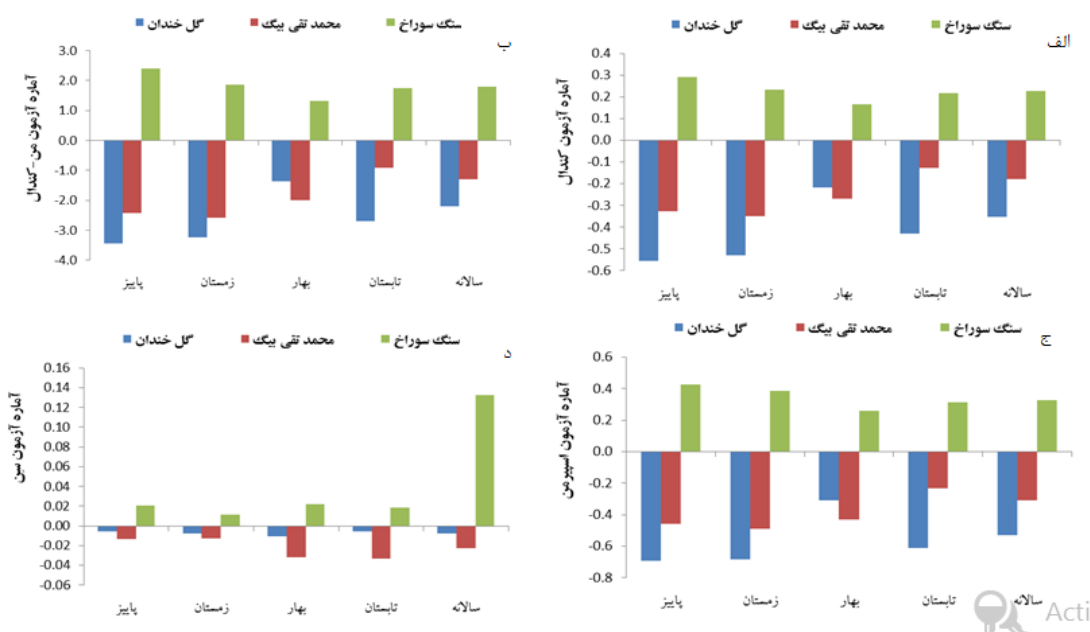 الف
گل خندان محمد تقی بیگ سنگ سوراخ
آماره آزمون کندال
0.4
0.3
0.2
0.1
0.0
-0.1
-0.2
-0.3
-0.4
-0.5
-0.6
پاییز زمستان بهار تابستان سالانه
ب
گل خندان محمد تقی بیگ سنگ سوراخ
آماره آزمون من-کندال
3.0
2.0
1.0
0.0
-1.0
-2.0
-3.0
-4.0
پاییز زمستان بهار تابستان سالانه
ج
گل خندان محمد تقی بیگ سنگ سوراخ
آماره آزمون اسپیرمن
0.6
0.4
0.2
0.0
-0.2
-0.4
-0.6
-0.8
پاییز زمستان بهار تابستان سالانه
د
گل خندان محمد تقی بیگ سنگ سوراخ
آماره آزمون سن
0.16
0.14
0.12
0.10
0.08
0.06
0.04
0.02
0.00
-0.02
-0.04
-0.06
پاییز زمستان بهار تابستان سالانه
Acti